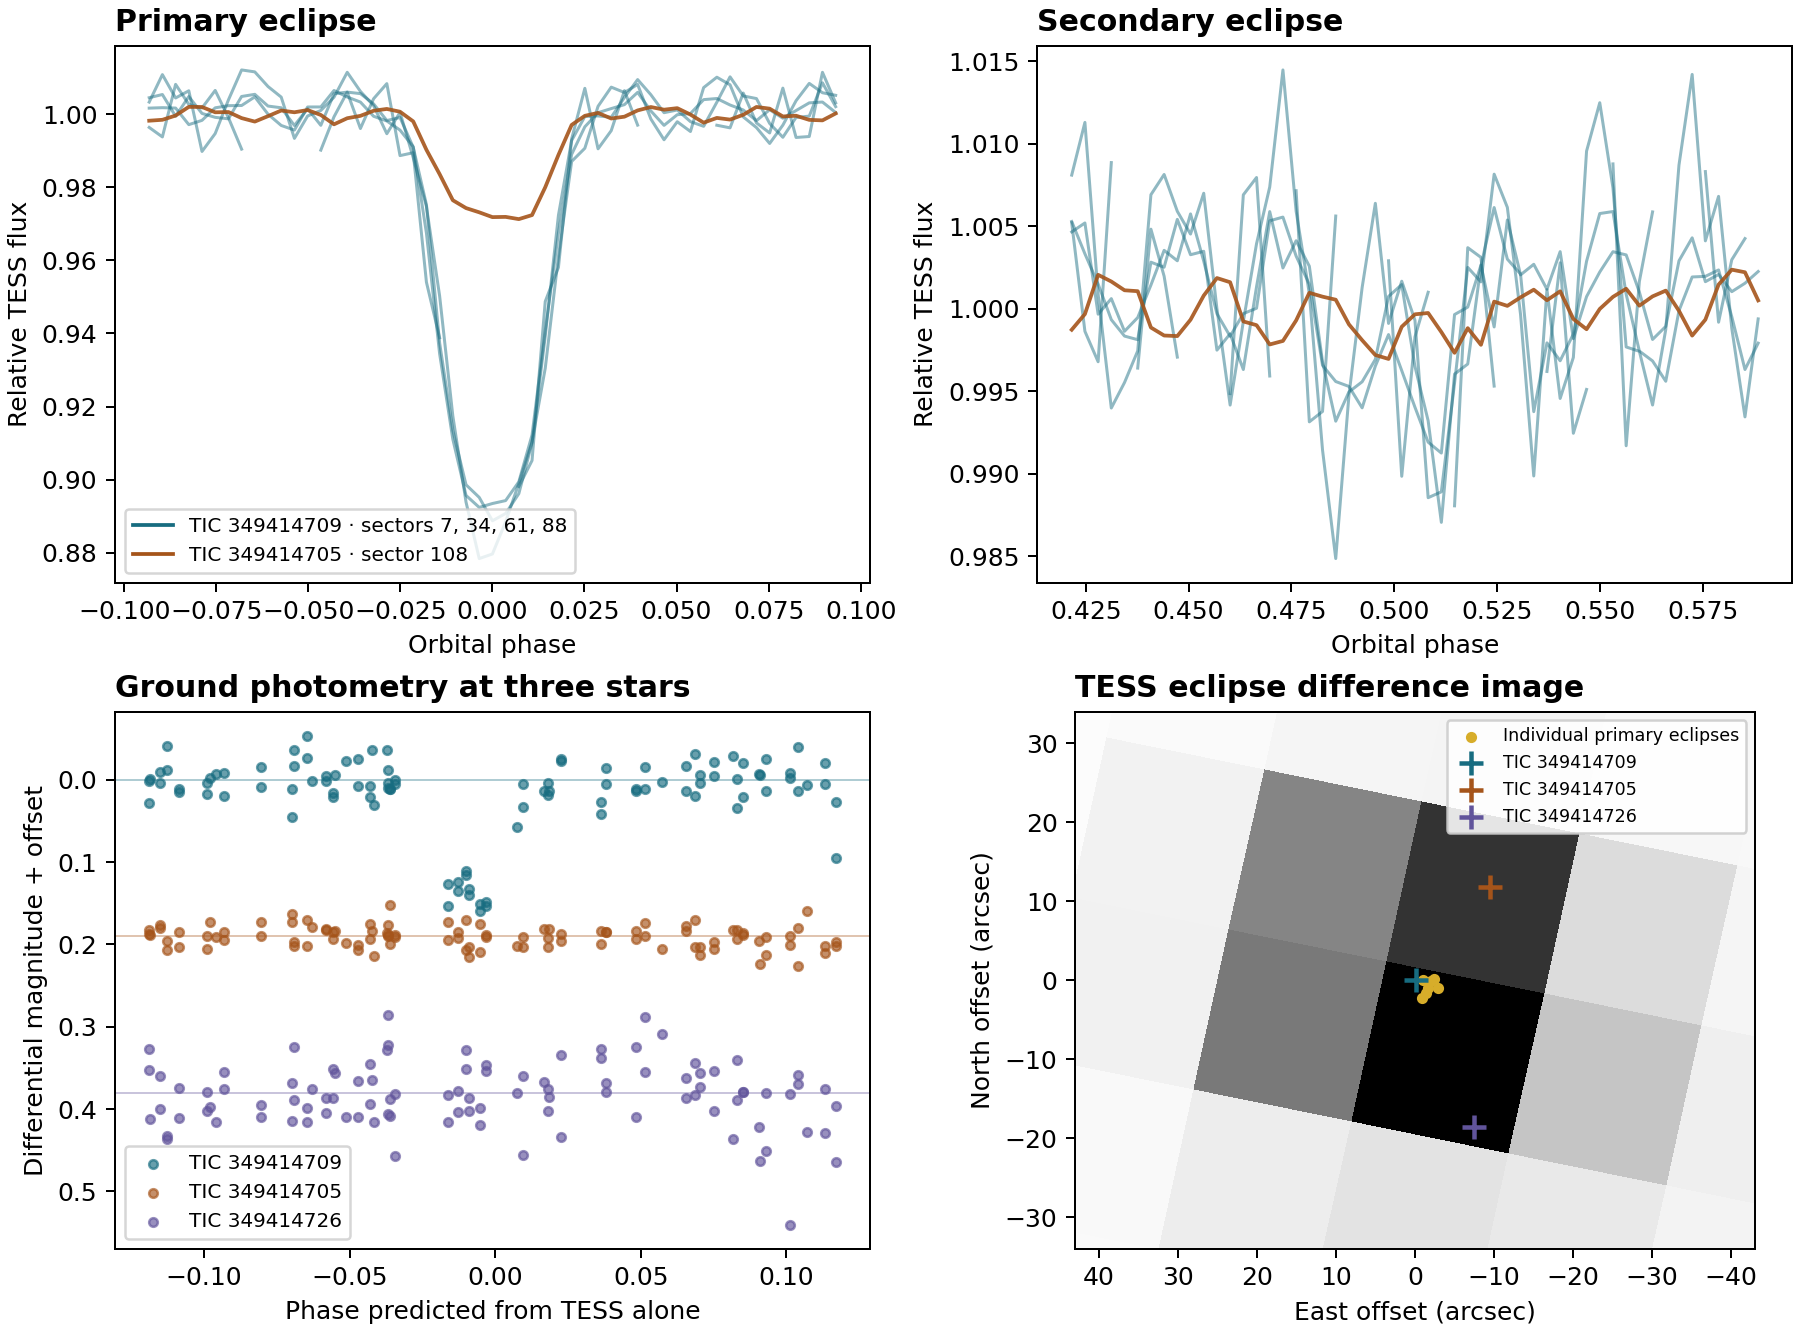 Primary eclipse
Relative TESS flux
1.00
0.98
0.96
0.94
0.92
0.90
0.88
TIC 349414709 · sectors 7, 34, 61, 88
TIC 349414705 · sector 108
−0.100 −0.075 −0.050 −0.025 0.000 0.025 0.050 0.075 0.100
Orbital phase
Secondary eclipse
Relative TESS flux
1.015
1.010
1.005
1.000
0.995
0.990
0.985
0.425 0.450 0.475 0.500 0.525 0.550 0.575
Orbital phase
Ground photometry at three stars
Differential magnitude + offset
0.0
0.1
0.2
0.3
0.4
0.5
TIC 349414709
TIC 349414705
TIC 349414726
−0.10 −0.05 0.00 0.05 0.10
Phase predicted from TESS alone
TESS eclipse difference image
North offset (arcsec)
30
20
10
0
−10
−20
−30
Individual primary eclipses
TIC 349414709
TIC 349414705
TIC 349414726
40 30 20 10 0 −10 −20 −30 −40
East offset (arcsec)